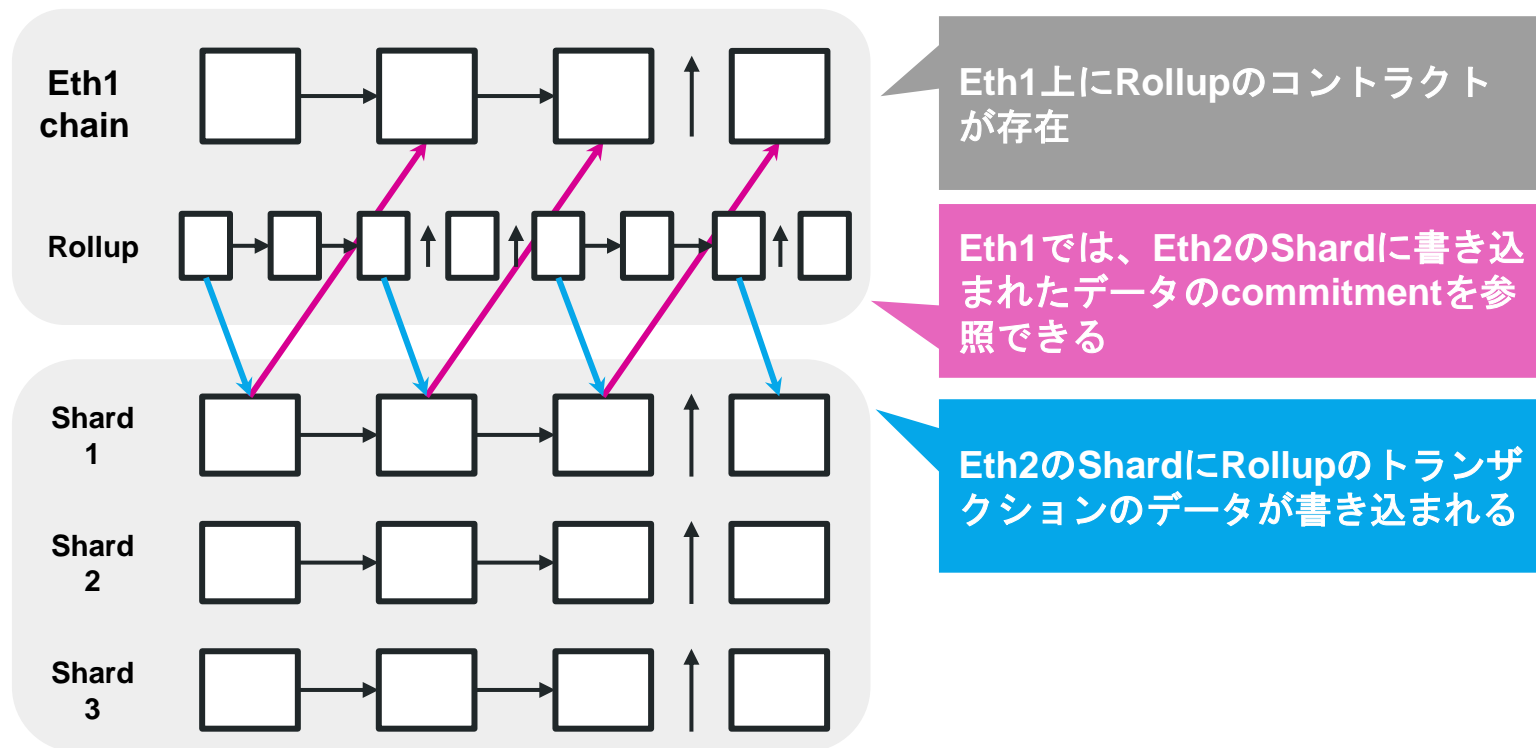 Eth1
chain
Rollup
Shard
1
Shard
2
Shard
3
Eth1上にRollupのコントラクト
が存在
Eth1では、Eth2のShardに書き込
まれたデータのcommitmentを参
照できる
Eth2のShardにRollupのトランザ
クションのデータが書き込まれる